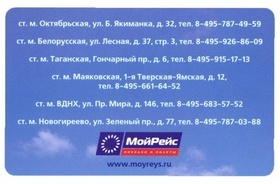 ст. м. Октябрьская, ул. Б. Якиманка, д. 32, тел. 8-495-787-49-59
ст. м. Белорусская, ул. Лесная, д. 37, стр. 3, тел. 8-495-926-86-09
ст. м. Таганская, Гончарный пр., д. 6, тел. 8-495-915-17-13
ст. м. Маяковская, 1-я Тверская-Ямская, д. 12,
тел. 8-495-661-64-52
ст. м. ВДНХ, ул. Пр. Мира, д. 146, тел. 8-495-683-57-52
ст. м. Новогиреево, ул. Зеленый пр., д. 77, тел. 8-495-787-03-88
МойРейс
www.moyreys.ru